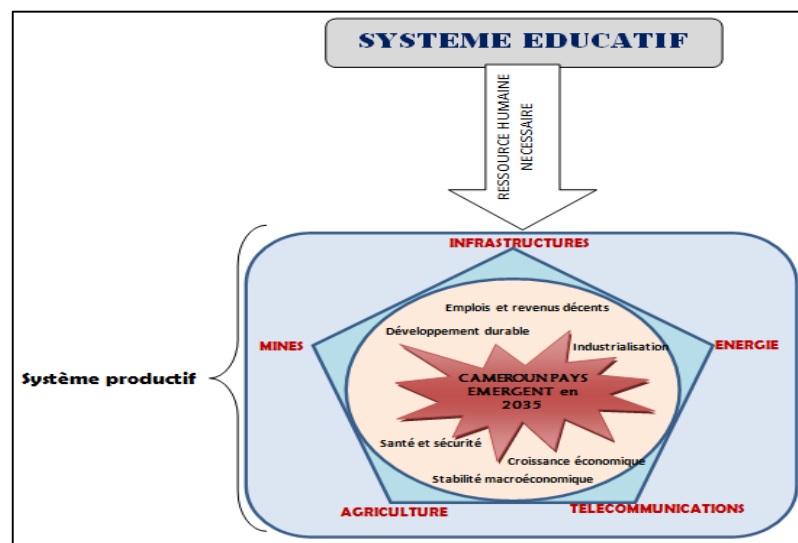 SYSTEME EDUCATIF
RESSOURCE HUMAINE
NECESSAIRE
INFRASTRUCTURES
Emplois et revenus décents
Développement durable
Industrialisation
MINES
ENERGIE
Système productif
CAMEROUN PAYS
EMERGENT en
2035
Santé et sécurité
Croissance économique
Stabilité macroéconomique
AGRICULTURE
TELECOMMUNICATIONS